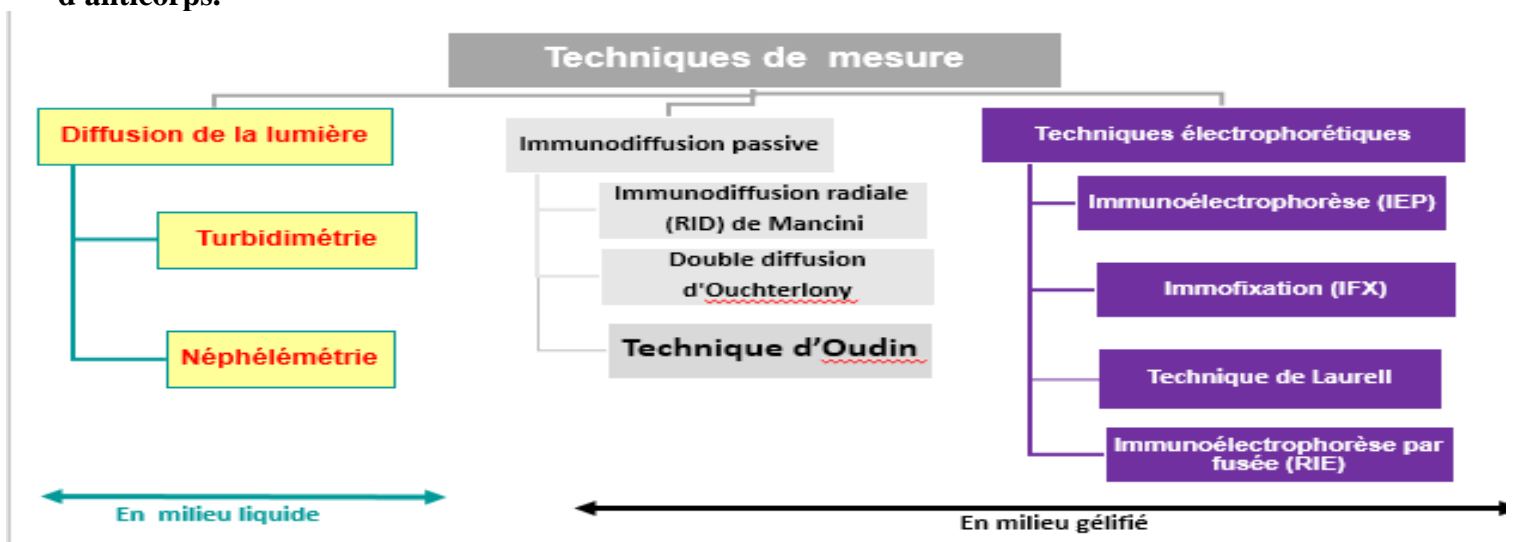 d'anticorps.
Techniques de mesure
Diffusion de la lumière
Turbidimétrie
Néphélémétrie
En milieu liquide
Immunodiffusion passive
Immunodiffusion radiale
(RID) de Mancini
Double diffusion
d'Ouchterlony
Technique d'Oudin
Techniques électrophorétiques
Immunoélectrophorèse (IEP)
Immofixation (IFX)
Technique de Laurell
Immunoélectrophorèse par
fusée (RIE)
En milieu gélifié